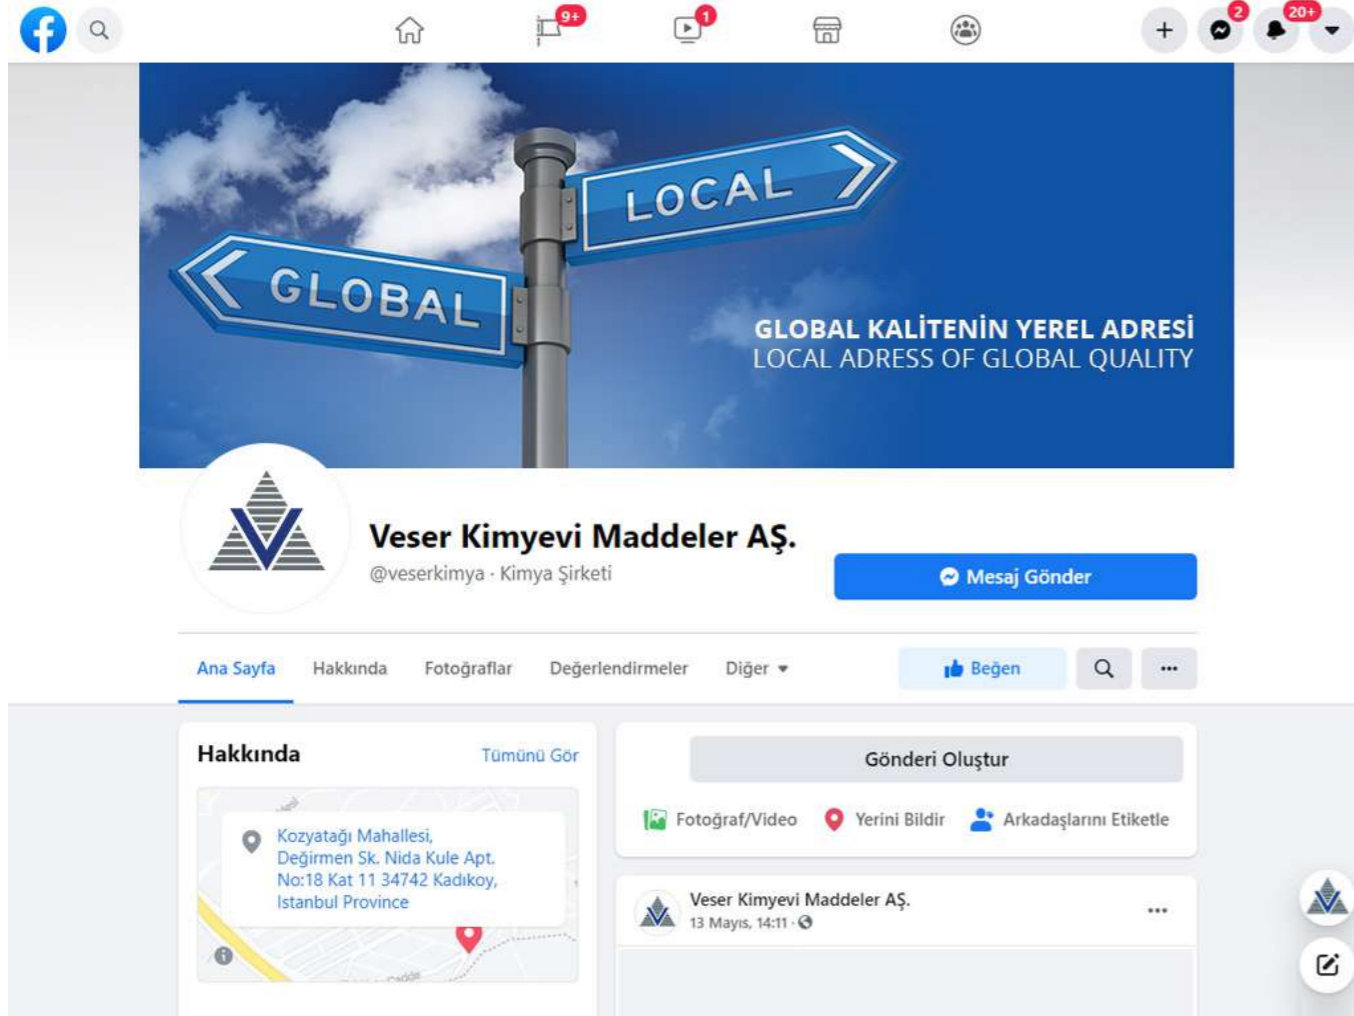 9+
1
2
20+
LOCAL
GLOBAL
GLOBAL KALİTENİN YEREL ADRESİ
LOCAL ADRESS OF GLOBAL QUALITY
Veser Kimyevi Maddeler AŞ.
@veserkimya · Kimya Şirketi
Mesaj Gönder
Ana Sayfa
Hakkında
Fotoğraflar
Değerlendirmeler
Diğer
Beğen
Hakkında
Tümünü Gör
Kozyatağı Mahallesi,
Değirmen Sk. Nida Kule Apt.
No:18 Kat 11 34742 Kadıkoy,
Istanbul Province
Gönderi Oluştur
Fotoğraf/Video
Yerini Bildir
Arkadaşlarını Etiketle
Veser Kimyevi Maddeler AŞ.
13 Mayıs, 14:11 ·